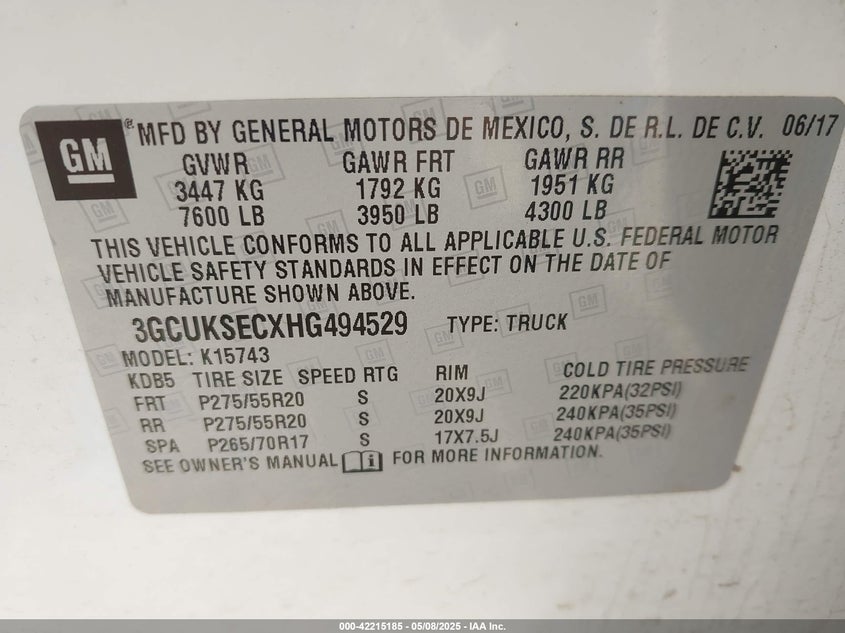 GM
® MFD BY GENERAL MOTORS DE MEXICO, S. DE R.L. DE C.V. 06/17
GVWR GAWR FRT GAWR RR
3447 KG 1792 KG 1951 KG
7600 LB 3950 LB 4300 LB
THIS VEHICLE CONFORMS TO ALL APPLICABLE U.S. FEDERAL MOTOR
VEHICLE SAFETY STANDARDS IN EFFECT ON THE DATE OF
MANUFACTURE SHOWN ABOVE.
3GCUKSECXHG494529 TYPE: TRUCK
MODEL: K15743
KDB5 TIRE SIZE SPEED RTG RIM COLD TIRE PRESSURE
FRT P275/55R20 S 20X9J 220KPA(32PSI)
RR P275/55R20 S 20X9J 240KPA(35PSI)
SPA P265/70R17 S 17X7.5J 240KPA(35PSI)
SEE OWNER'S MANUAL i FOR MORE INFORMATION.
000-42215185 - 05/08/2025 - IAA Inc.